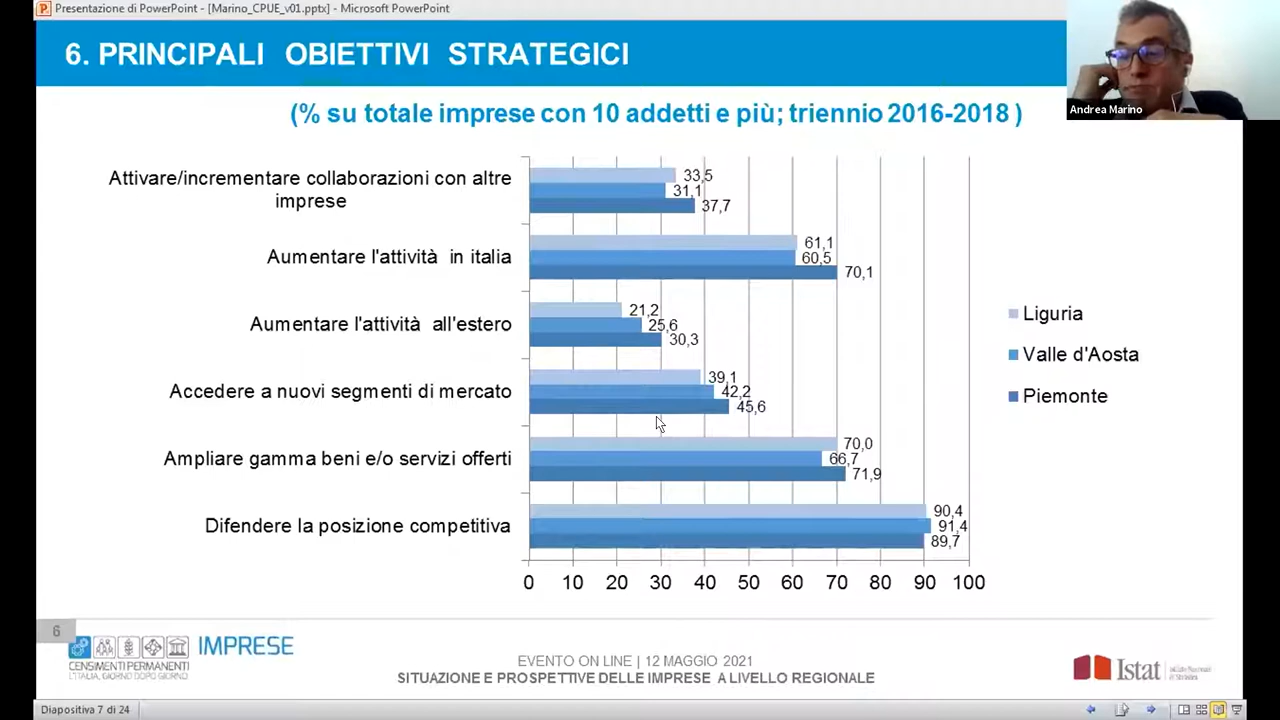 Presentazione di PowerPoint - [Marino_CPUE_v01.pptx] - Microsoft PowerPoint
6. PRINCIPALI OBIETTIVI STRATEGICI
Andrea Marino
(% su totale imprese con 10 addetti e più; triennio 2016-2018 )
Attivare/incrementare collaborazioni con altre
imprese
33,5
31,1
37,7
Aumentare l'attività in italia
61,1
60,5
70,1
Aumentare l'attività all'estero
21,2
25,6
30,3
Accedere a nuovi segmenti di mercato
39,1
42,2
45,6
Ampliare gamma beni e/o servizi offerti
70,0
66,7
71,9
Difendere la posizione competitiva
90,4
91,4
89,7
0 10 20 30 40 50 60 70 80 90 100
Liguria
Valle d'Aosta
Piemonte
6
IMPRESE
CENSIMENTI PERMANENTI
L'ITALIA, GIORNO DOPO GIORNO
EVENTO ON LINE | 12 MAGGIO 2021
SITUAZIONE E PROSPETTIVE DELLE IMPRESE A LIVELLO REGIONALE
Istat
Diapositiva 7 di 24